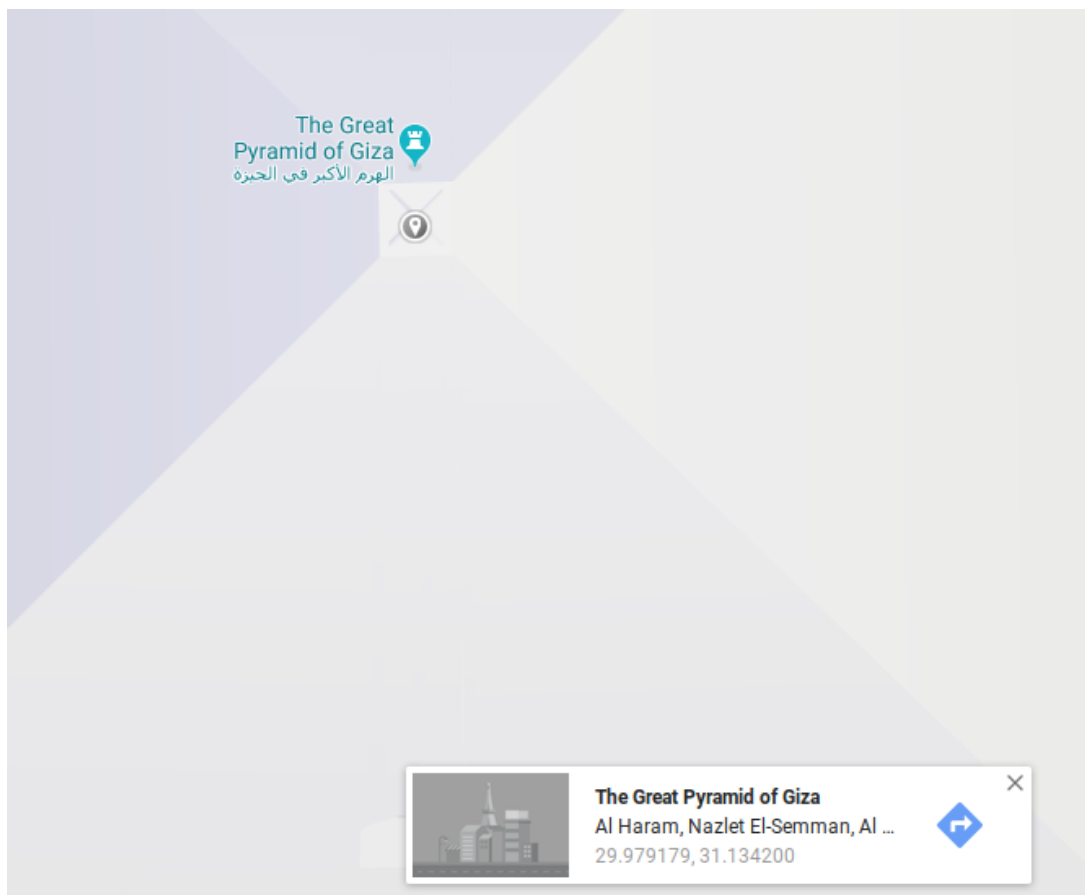 The Great
Pyramid of Giza
الهرم الأكبر في الجيزة
The Great Pyramid of Giza
Al Haram, Nazlet El-Semman, Al ...
29.979179, 31.134200